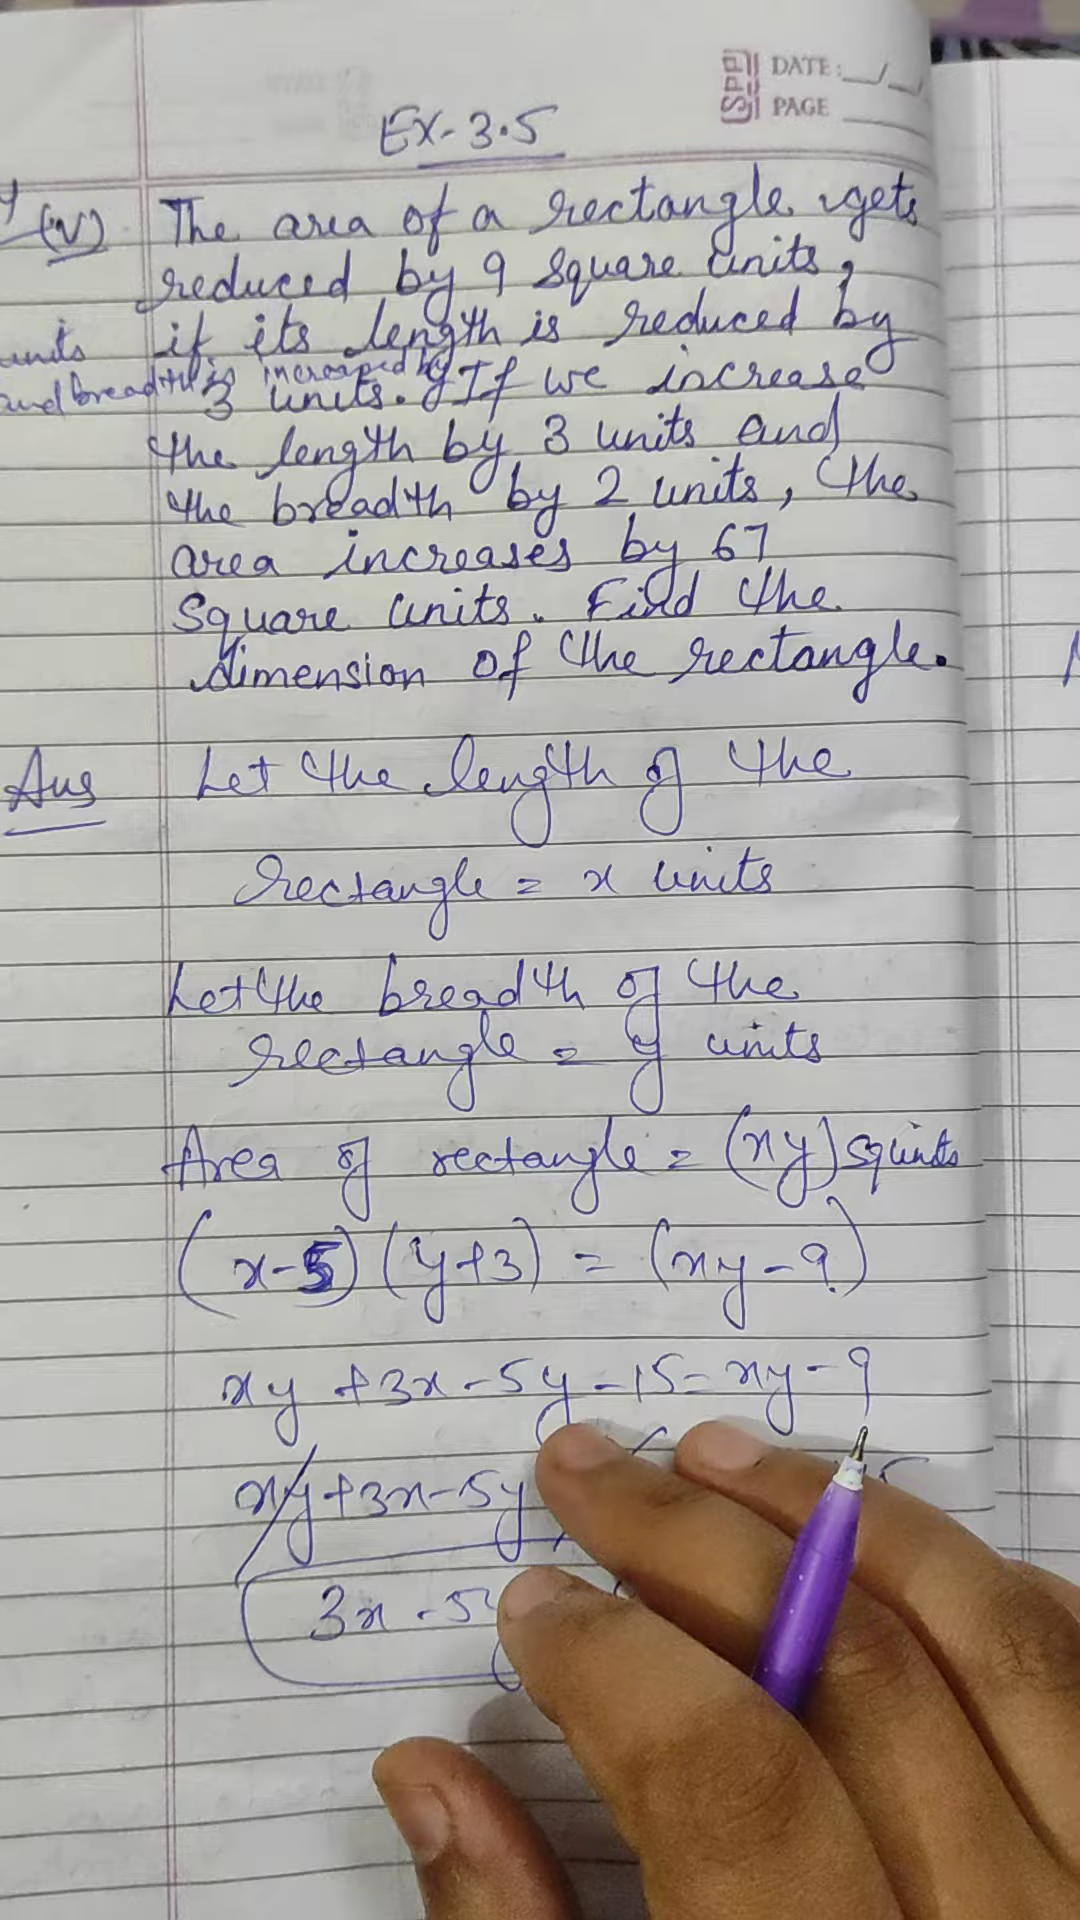 SPP DATE:
PAGE
EX-3.5
(V) The area of a rectangle gets
reduced by 9 square units,
if its length is reduced by
units
and breadth is increased by
3 units. If we increase
the length by 3 units and
the breadth by 2 units, the
area increases by 67
square units. Find the
dimension of the rectangle.
Ans Let the length of the
rectangle = x units
Let the breadth of the
rectangle = y units
Area of rectangle = (xy) sq units
(x-5) (y+3) = (xy-9)
xy +3x-5y-15=xy-9
xy+3x-5y
3x-5y